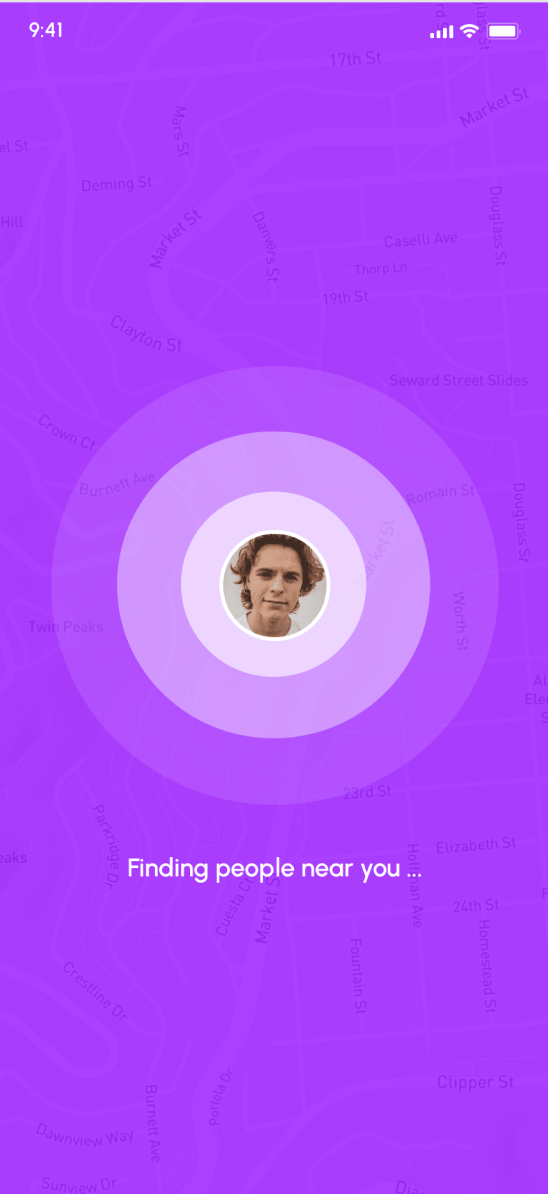 9:41
17th St
Market St
Mars St
el St
Deming St
Douglass St
Hill
Market St
Danvers St
Caselli Ave
Thorp Ln
19th St
Clayton St
Seward Street Slides
Crown Ct
Burnett Ave
Romain St
Douglass St
Market St
Worth St
Twin Peaks
23rd St
Parkridge Dr
Elizabeth St
eaks
Finding people near you ...
Hoffman Ave
Cuesta C
Market S
24th St
Fountain St
Homestead St
Crestline Dr
Clipper St
Portola Dr
Burnett Ave
Dawnview Way
Sunview Dr